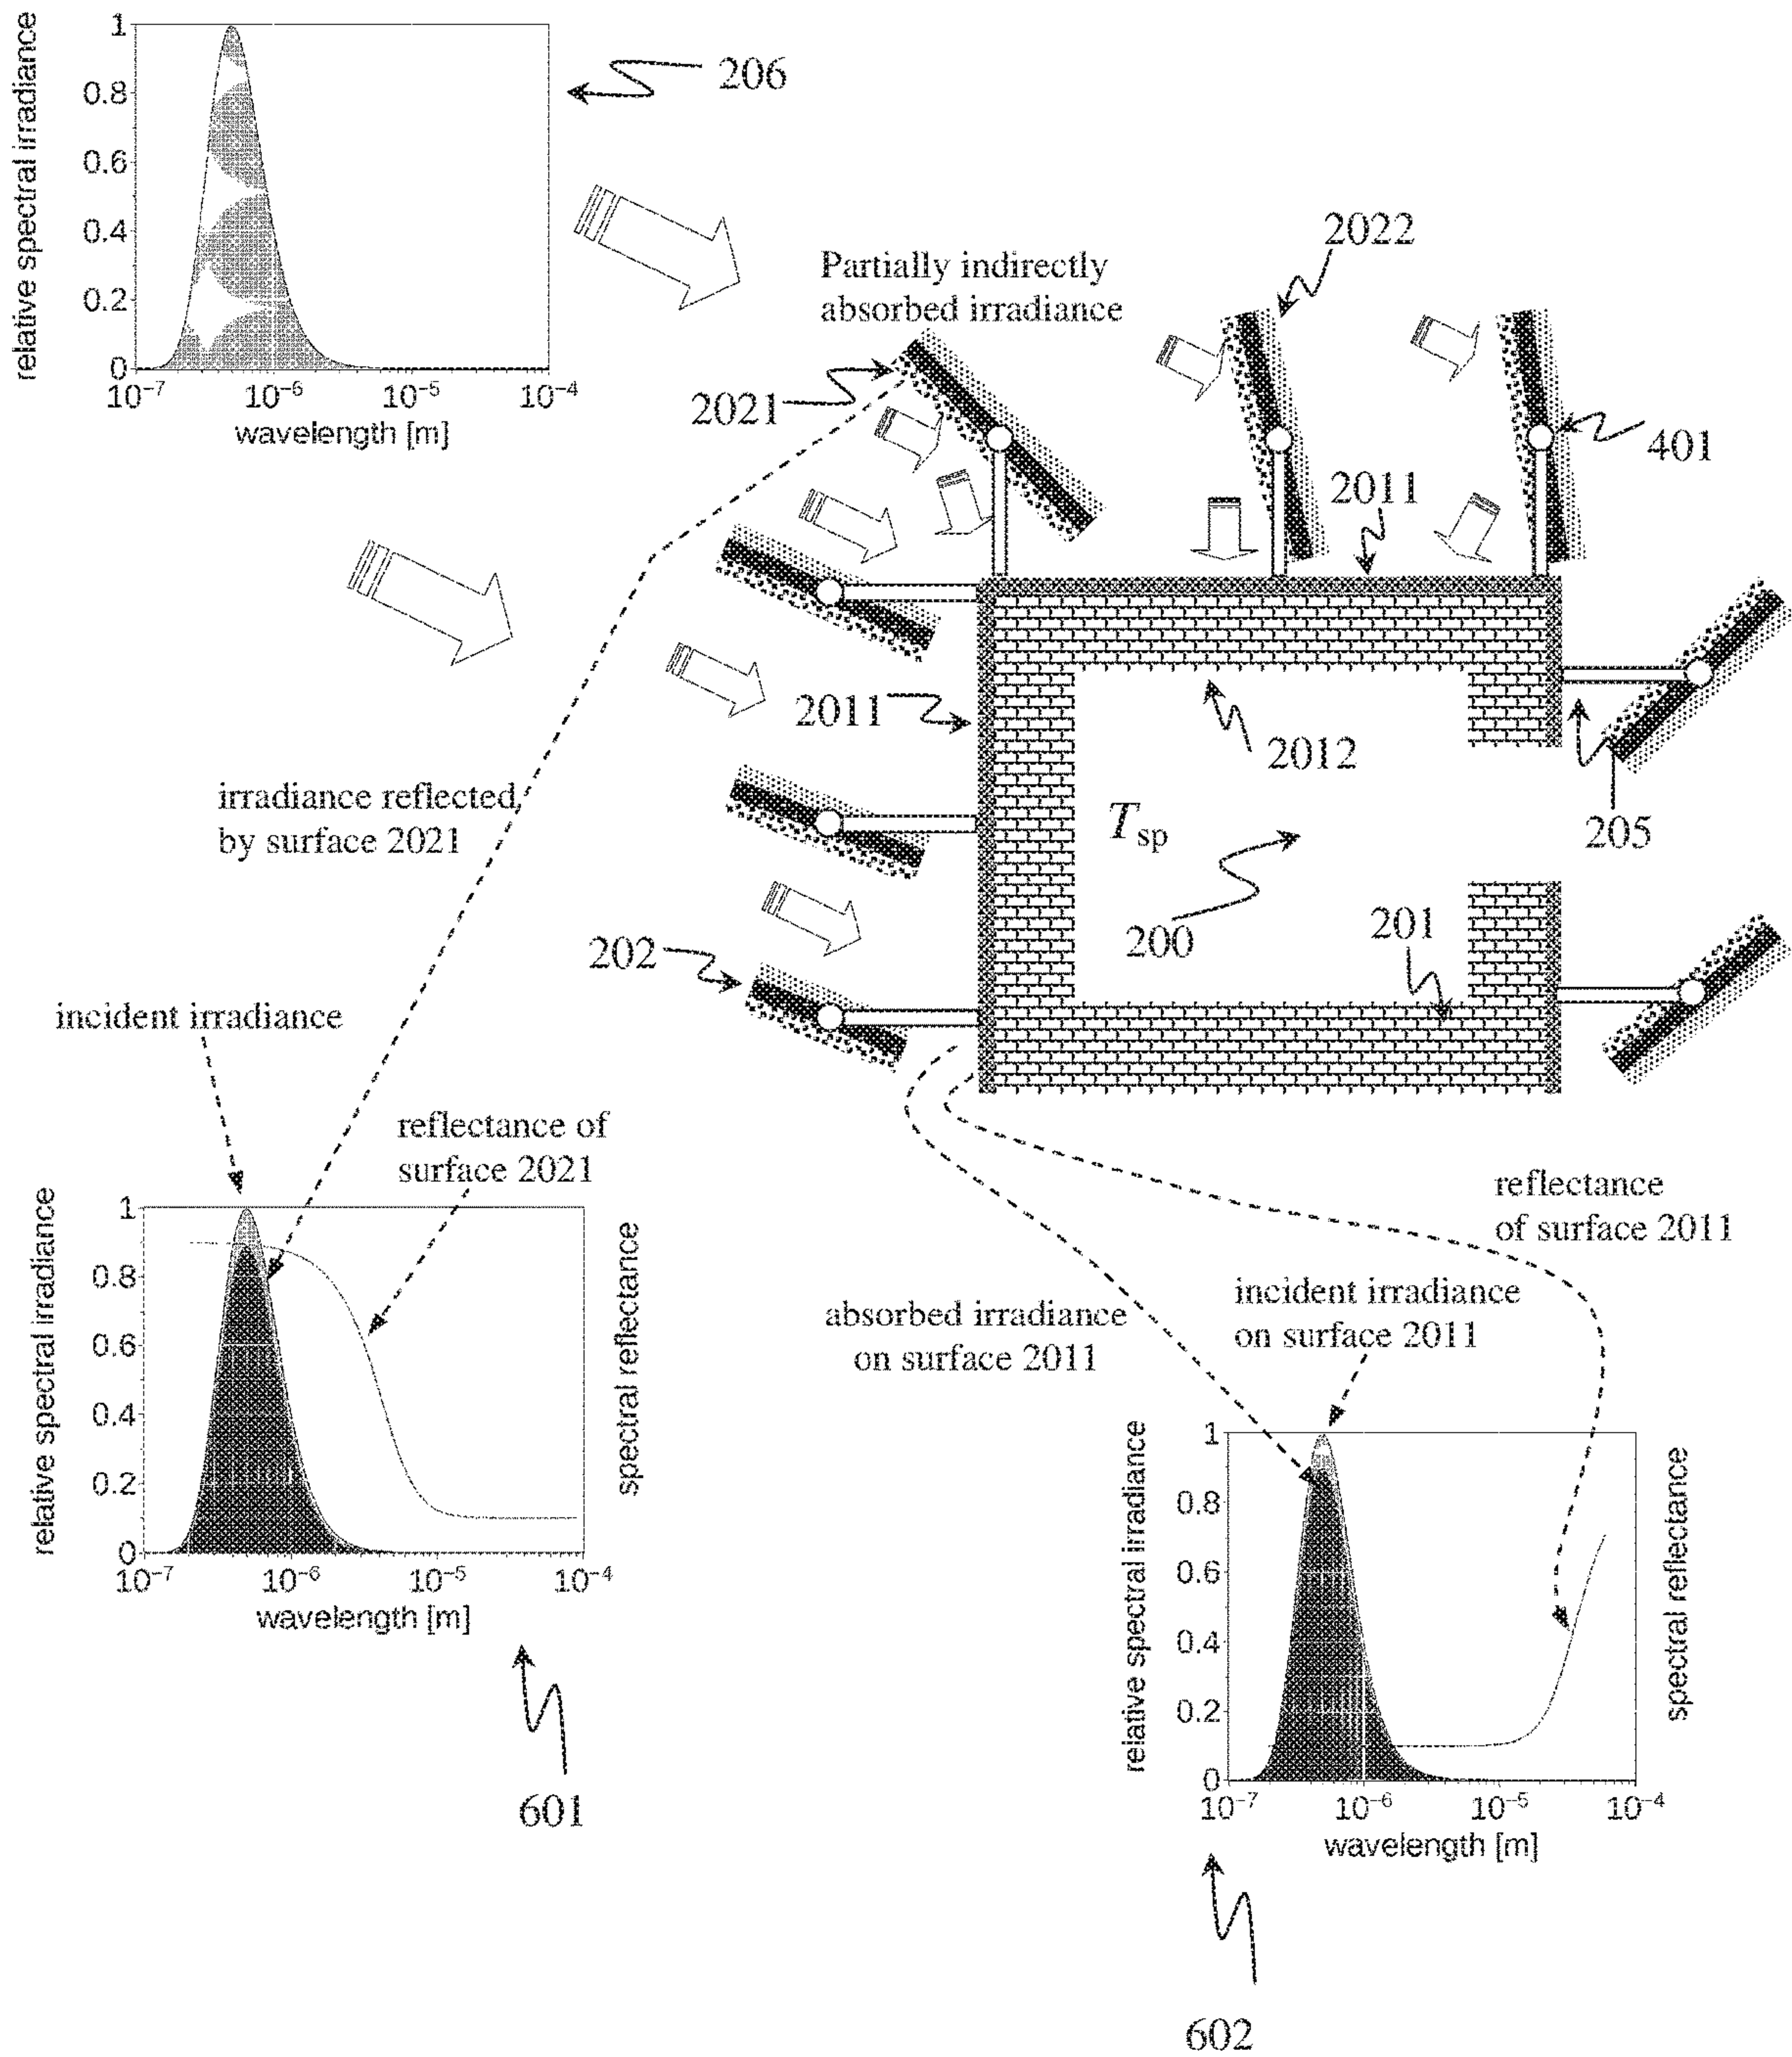 relative spectral irradiance
1
0.8
0.6
0.4
0.2
0
10⁻⁷ 10⁻⁶ 10⁻⁵ 10⁻⁴
wavelength [m]
206
Partially indirectly
absorbed irradiance
2022
2021
401
2011
2011
2012
205
T_sp
200
201
202
irradiance reflected
by surface 2021
incident irradiance
reflectance of
surface 2021
relative spectral irradiance
1
0.8
0.6
0.4
0.2
0
10⁻⁷ 10⁻⁶ 10⁻⁵ 10⁻⁴
wavelength [m]
spectral reflectance
601
reflectance
of surface 2011
absorbed irradiance
on surface 2011
incident irradiance
on surface 2011
relative spectral irradiance
1
0.8
0.6
0.4
0.2
0
10⁻⁷ 10⁻⁶ 10⁻⁵ 10⁻⁴
wavelength [m]
spectral reflectance
602